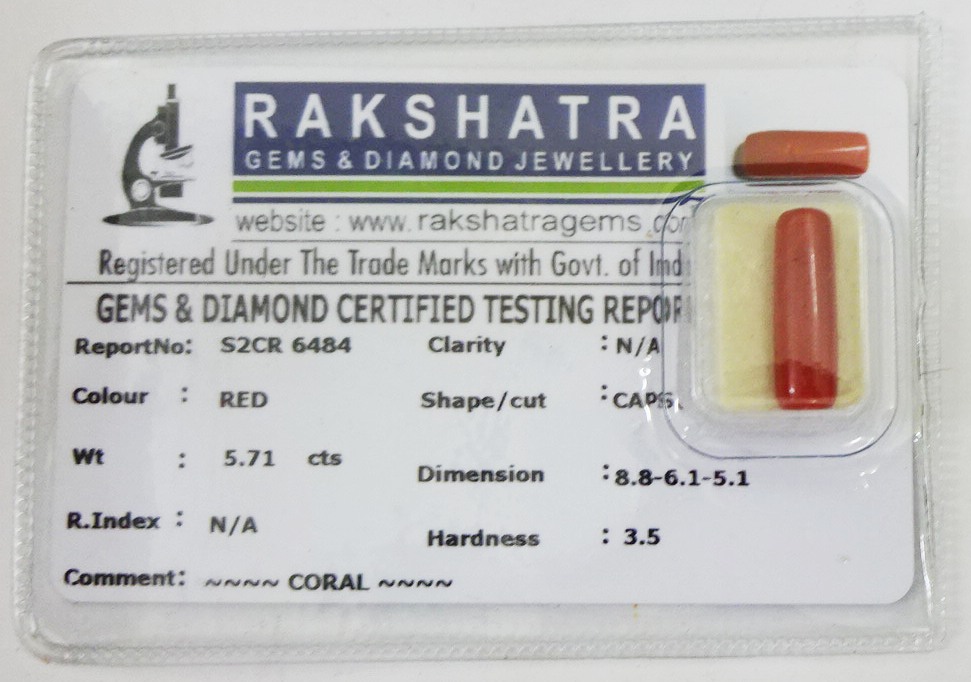 RAKSHATRA
GEMS & DIAMOND JEWELLERY
website : www. rakshatragems.com
Registered Under The Trade Marks with Govt. of Ind
GEMS & DIAMOND CERTIFIED TESTING REPOR
ReportNo: S2CR 6484 Clarity : N/A
Colour : RED Shape/cut : CAPS
Wt : 5.71 cts Dimension : 8.8-6.1-5.1
R.Index : N/A Hardness : 3.5
Comment: ~~~~ CORAL ~~~~